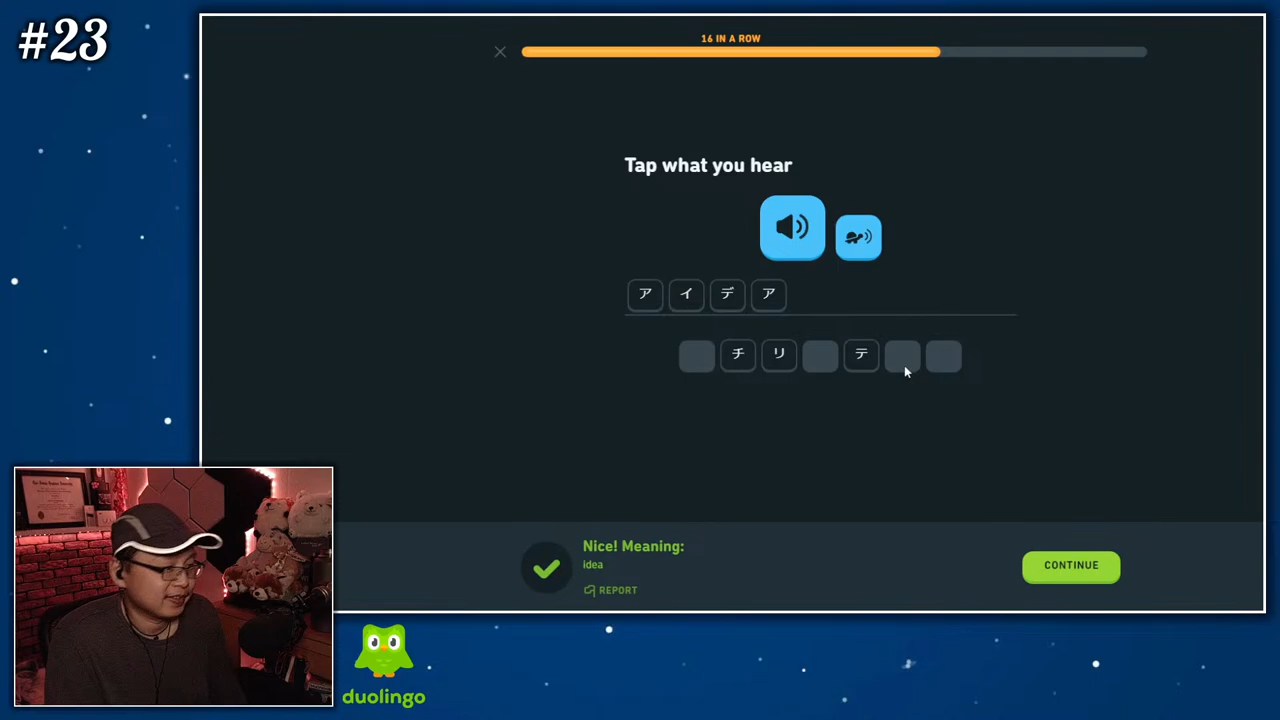 #23
16 IN A ROW
Tap what you hear
ア イ デ ア
チ リ テ
Nice! Meaning:
idea
REPORT
CONTINUE
duolingo